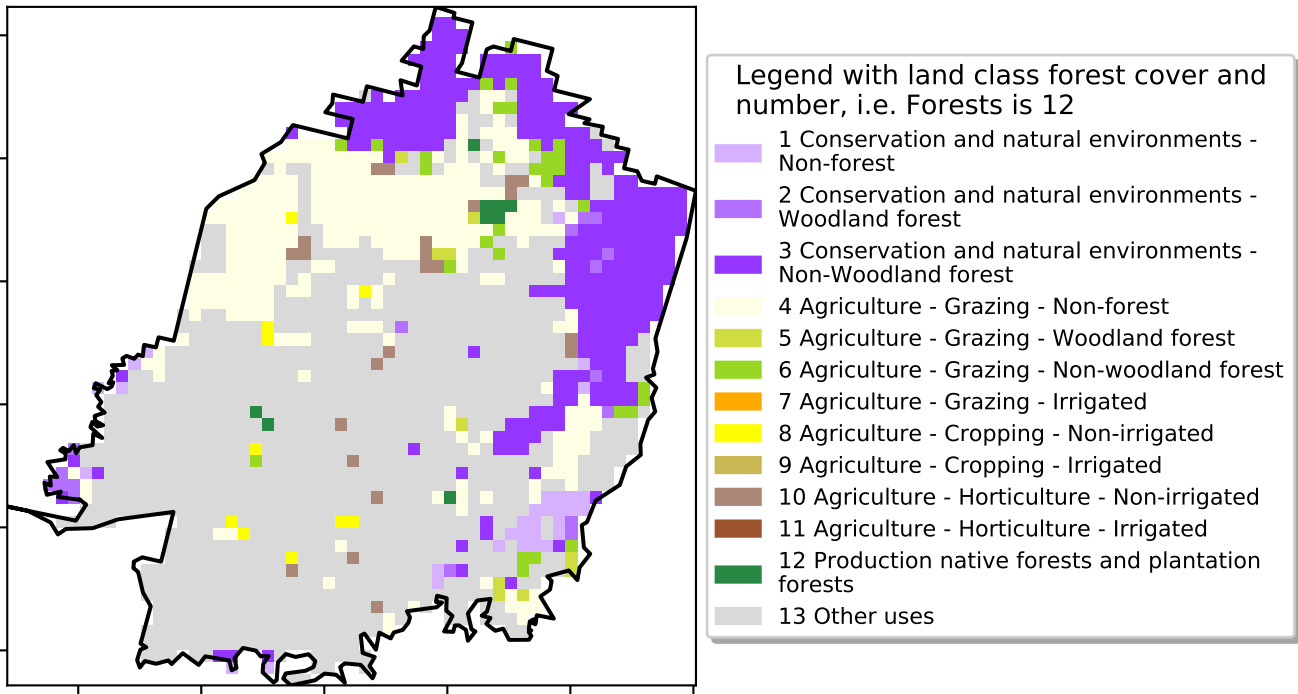 Legend with land class forest cover and
number, i.e. Forests is 12
1 Conservation and natural environments -
Non-forest
2 Conservation and natural environments -
Woodland forest
3 Conservation and natural environments -
Non-Woodland forest
4 Agriculture - Grazing - Non-forest
5 Agriculture - Grazing - Woodland forest
6 Agriculture - Grazing - Non-woodland forest
7 Agriculture - Grazing - Irrigated
8 Agriculture - Cropping - Non-irrigated
9 Agriculture - Cropping - Irrigated
10 Agriculture - Horticulture - Non-irrigated
11 Agriculture - Horticulture - Irrigated
12 Production native forests and plantation
forests
13 Other uses